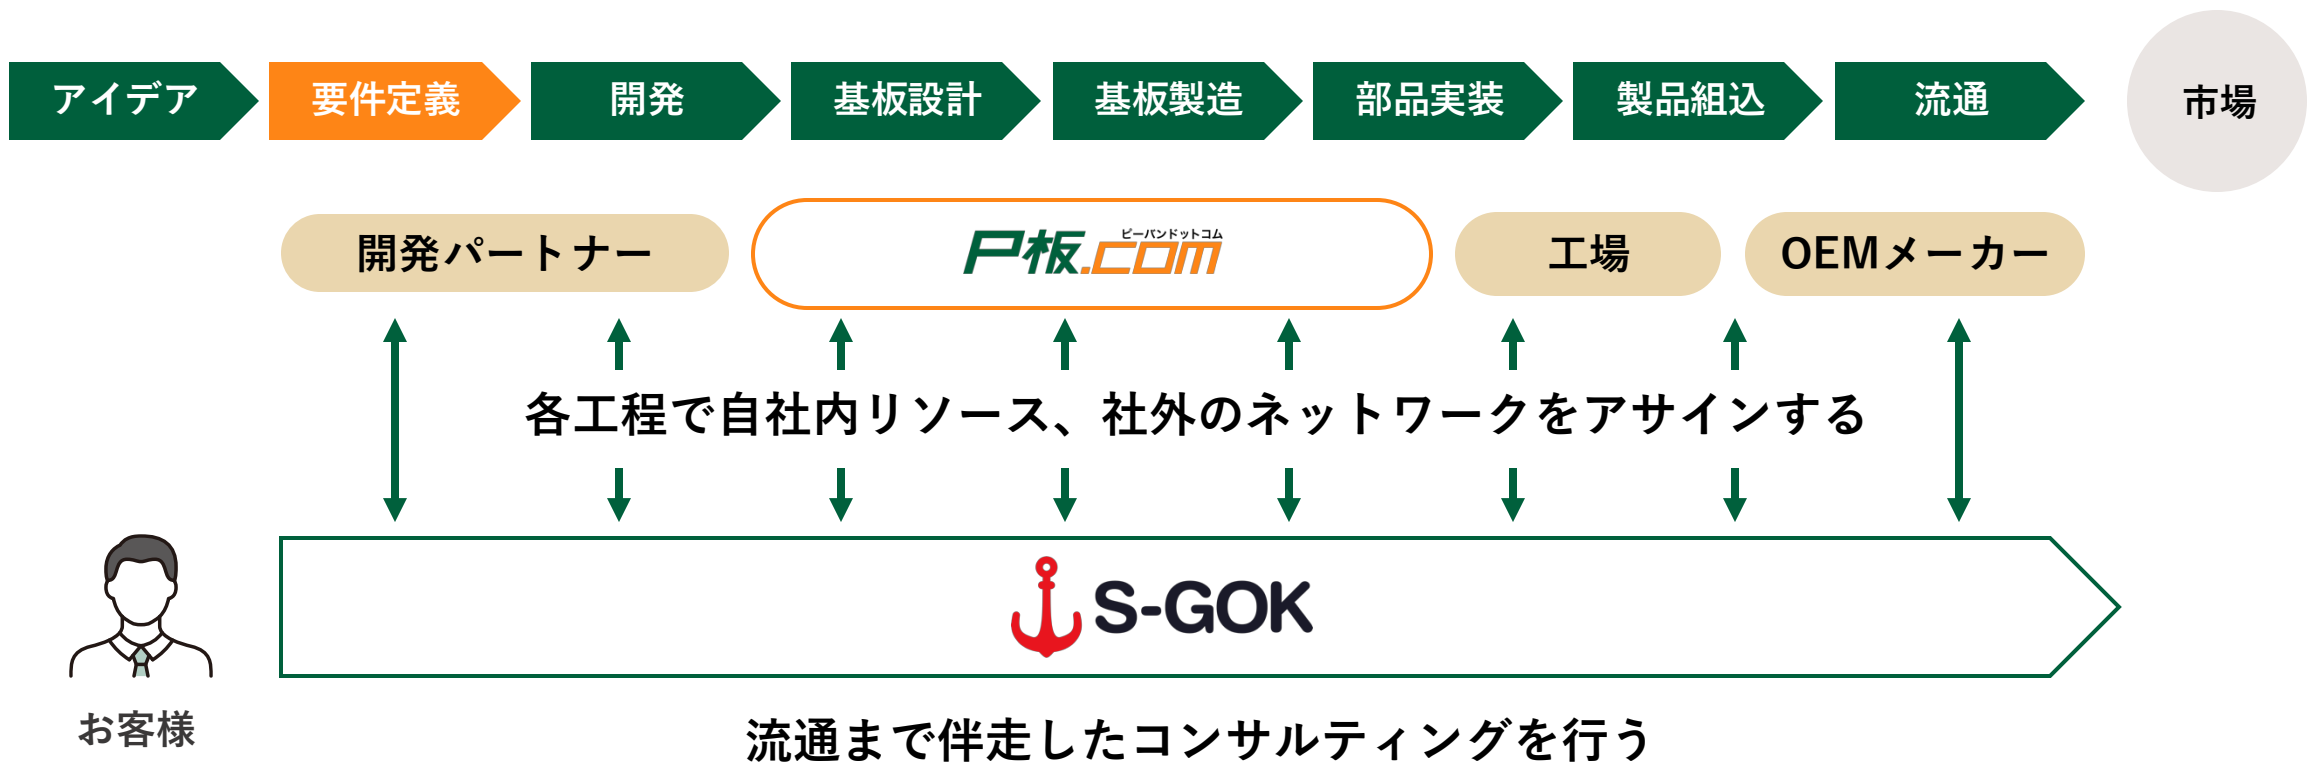 アイデア
要件定義
開発
基板設計
基板製造
部品実装
製品組込
流通
市場
開発パートナー
ピーバンドットコム
P板.com
工場
OEMメーカー
各工程で自社内リソース、社外のネットワークをアサインする
S-GOK
お客様
流通まで伴走したコンサルティングを行う